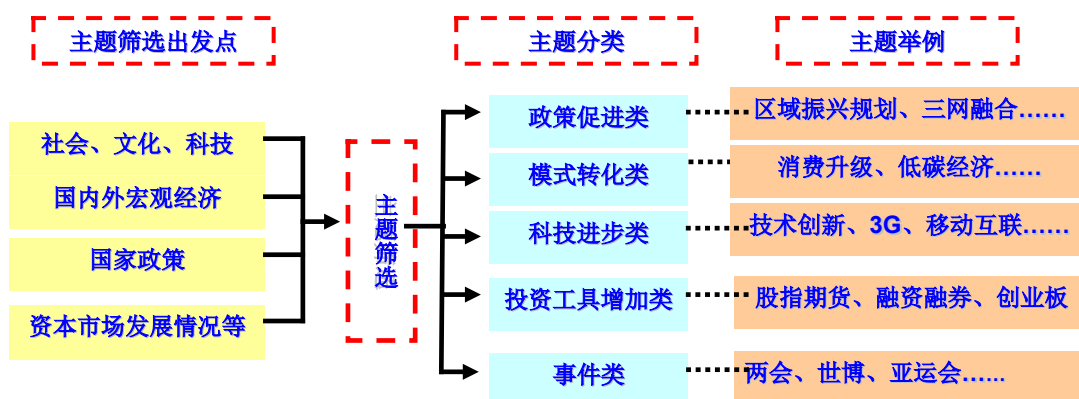 主题筛选出发点
主题分类
主题举例
社会、文化、科技
国内外宏观经济
国家政策
资本市场发展情况等
主题筛选
政策促进类
模式转化类
科技进步类
投资工具增加类
事件类
区域振兴规划、三网融合……
消费升级、低碳经济……
技术创新、3G、移动互联……
股指期货、融资融券、创业板
两会、世博、亚运会……